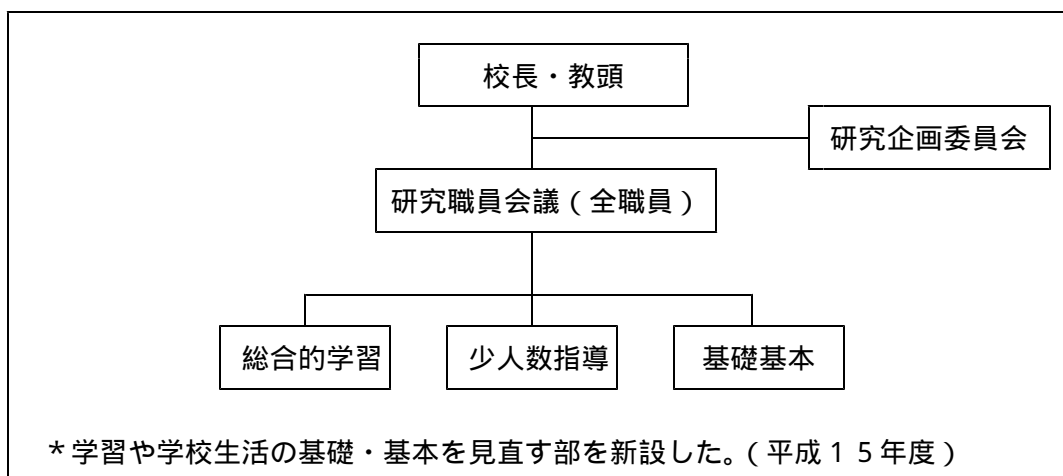 校長・教頭
研究企画委員会
研究職員会議(全職員)
総合的学習
少人数指導
基礎基本
*学習や学校生活の基礎・基本を見直す部を新設した。(平成15年度)